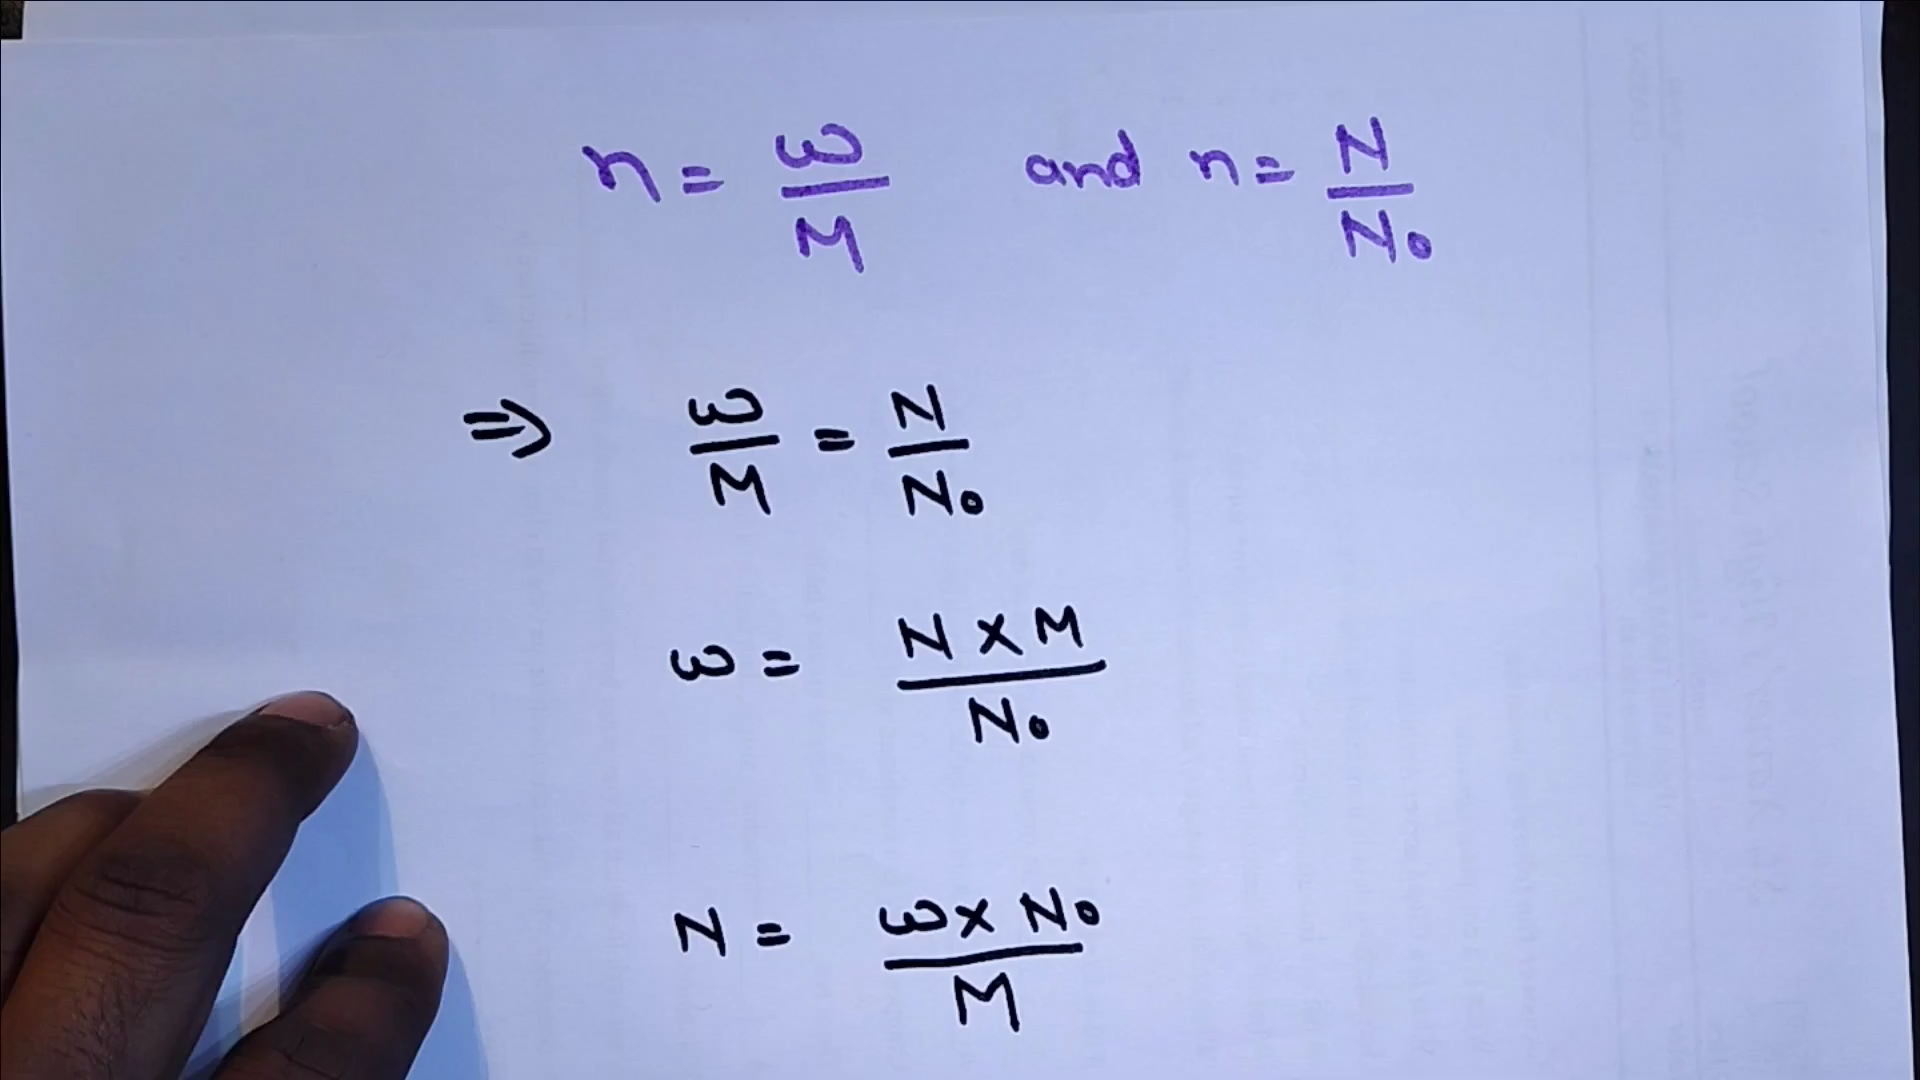 n = ω/M and n = N/N₀
⇒ ω/M = N/N₀
ω = N × M / N₀
N = ω × N₀ / M